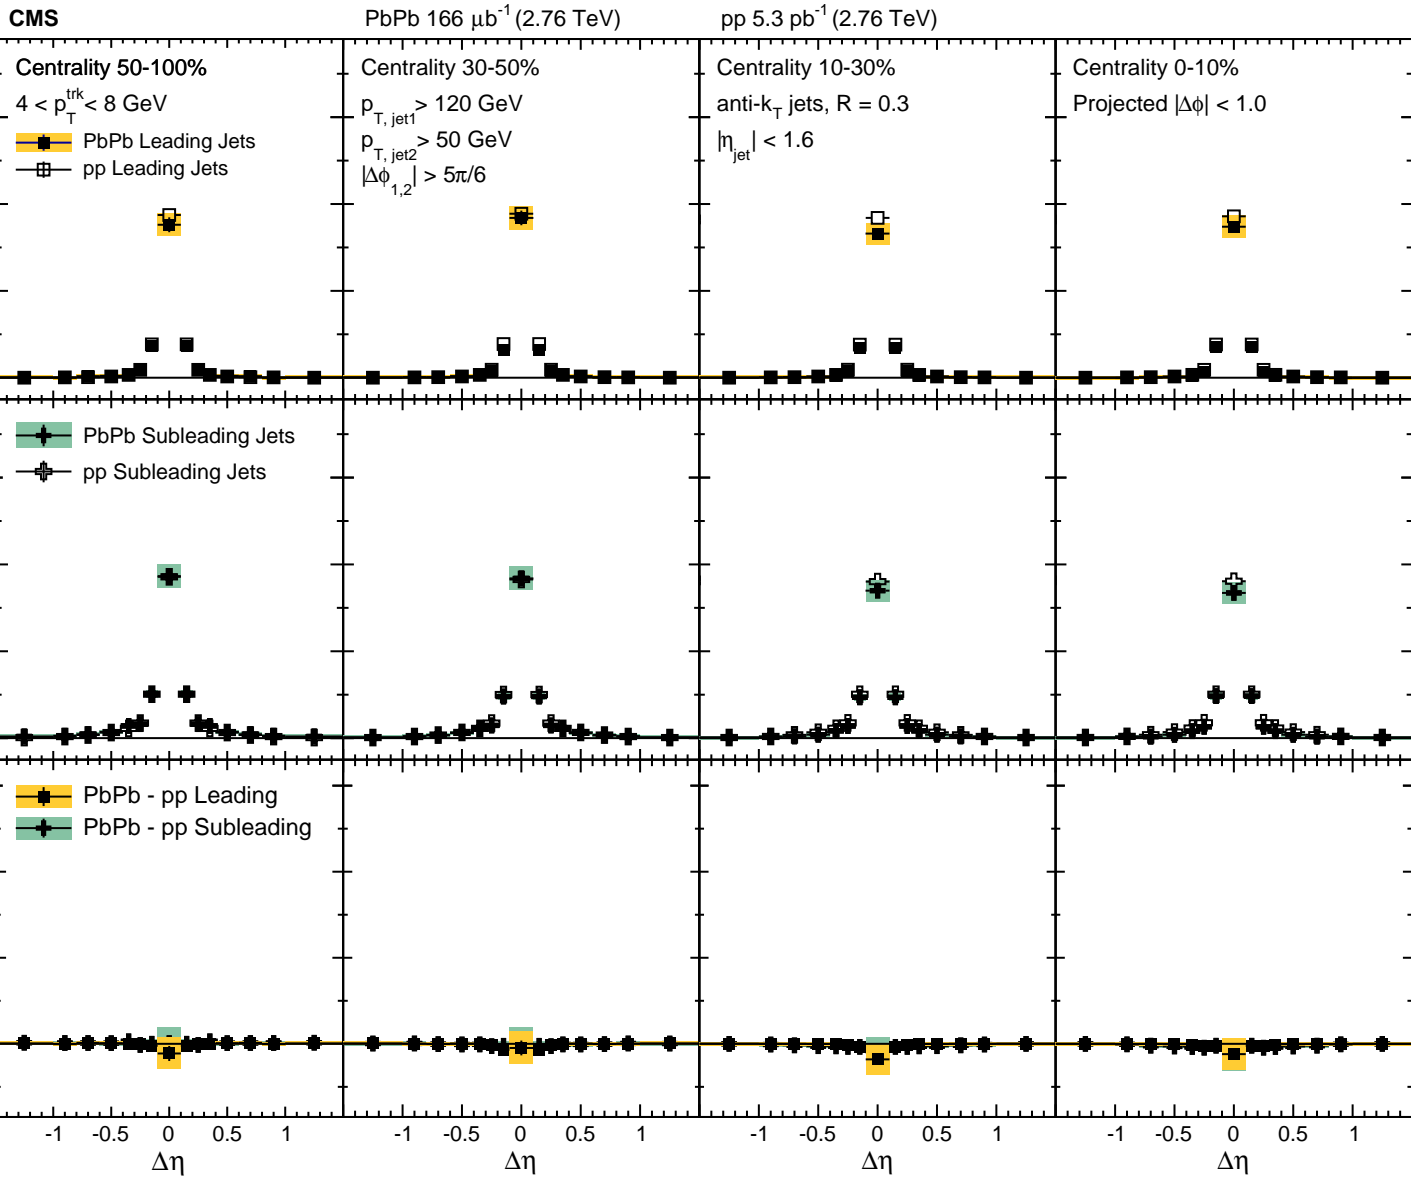 CMS PbPb 166 μb⁻¹ (2.76 TeV) pp 5.3 pb⁻¹ (2.76 TeV)
Centrality 50-100%
4 < p_T^trk < 8 GeV
PbPb Leading Jets
pp Leading Jets
Centrality 30-50%
p_T, jet1 > 120 GeV
p_T, jet2 > 50 GeV
|Δϕ_1,2| > 5π/6
Centrality 10-30%
anti-k_T jets, R = 0.3
|η_jet| < 1.6
Centrality 0-10%
Projected |Δϕ| < 1.0
PbPb Subleading Jets
pp Subleading Jets
PbPb - pp Leading
PbPb - pp Subleading
-1 -0.5 0 0.5 1 -1 -0.5 0 0.5 1 -1 -0.5 0 0.5 1 -1 -0.5 0 0.5 1
Δη Δη Δη Δη